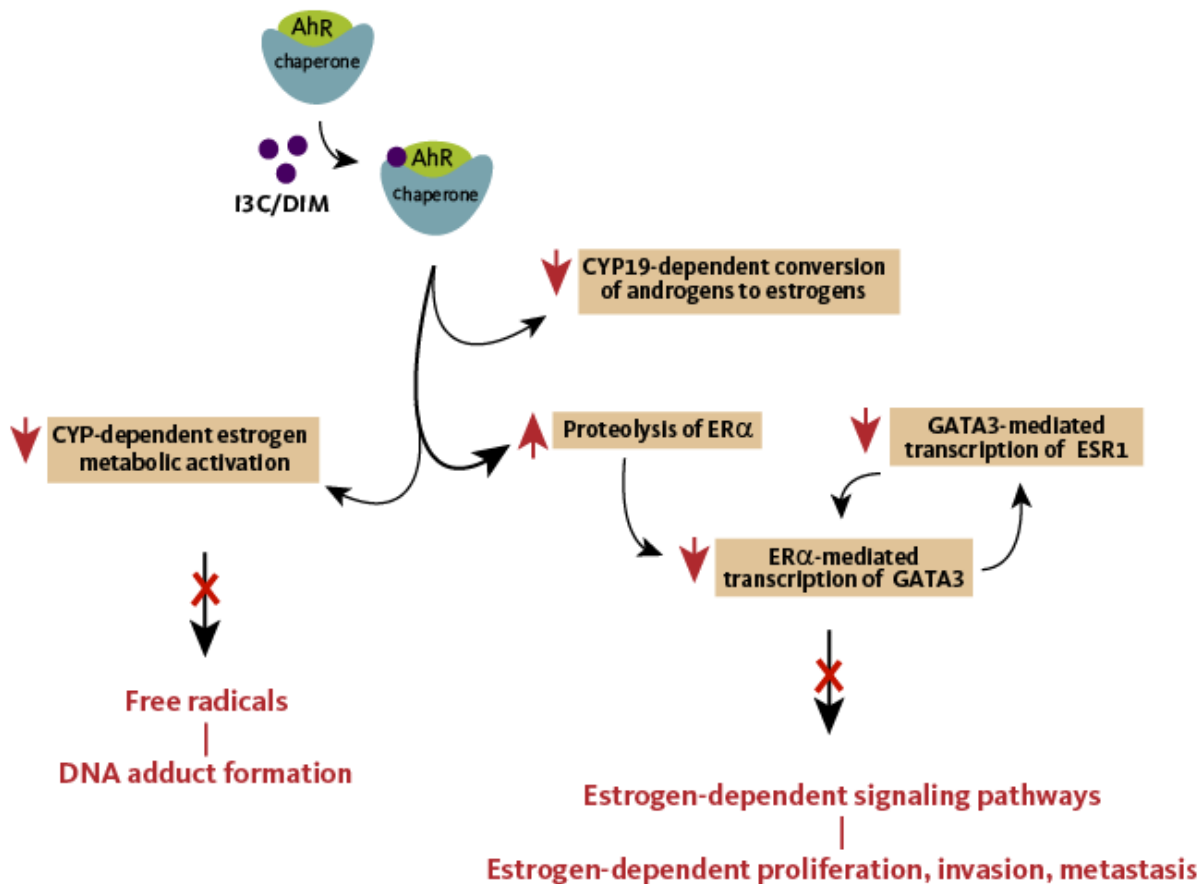 AhR
chaperone
I3C/DIM
AhR
chaperone
CYP19-dependent conversion
of androgens to estrogens
CYP-dependent estrogen
metabolic activation
Proteolysis of ERα
GATA3-mediated
transcription of ESR1
ERα-mediated
transcription of GATA3
Free radicals
DNA adduct formation
Estrogen-dependent signaling pathways
Estrogen-dependent proliferation, invasion, metastasis